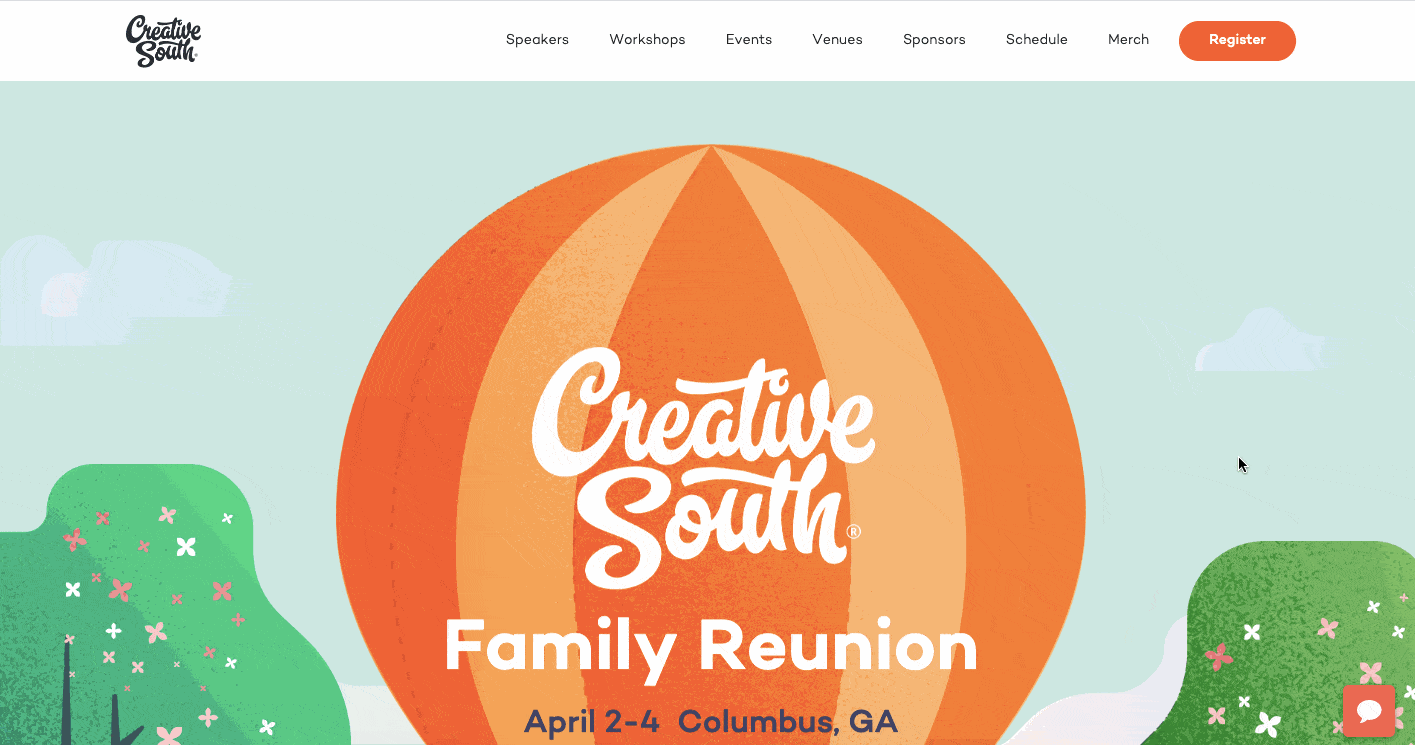 Creative
South
Speakers Workshops Events Venues Sponsors Schedule Merch Register
Creative
South®
Family Reunion
April 2-4 Columbus, GA